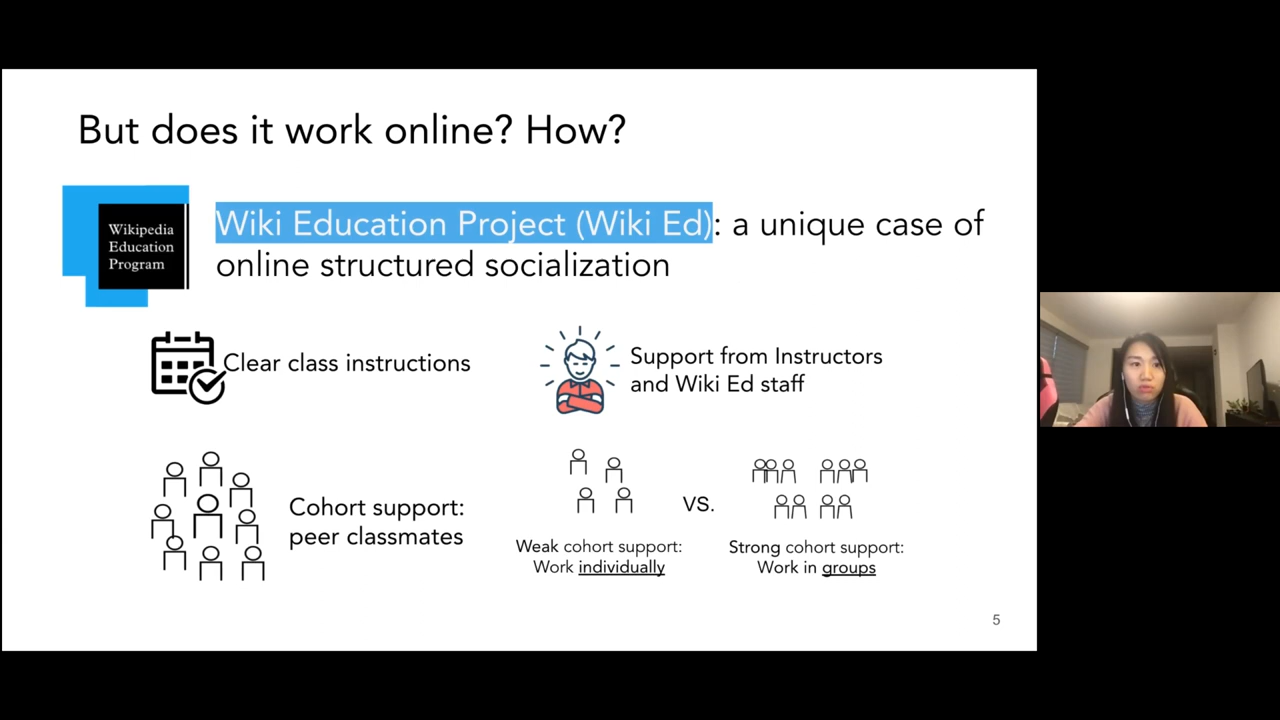 But does it work online? How?
Wikipedia
Education
Program
Wiki Education Project (Wiki Ed): a unique case of
online structured socialization
Clear class instructions
Support from Instructors
and Wiki Ed staff
Cohort support:
peer classmates
vs.
Weak cohort support:
Work individually
Strong cohort support:
Work in groups
5